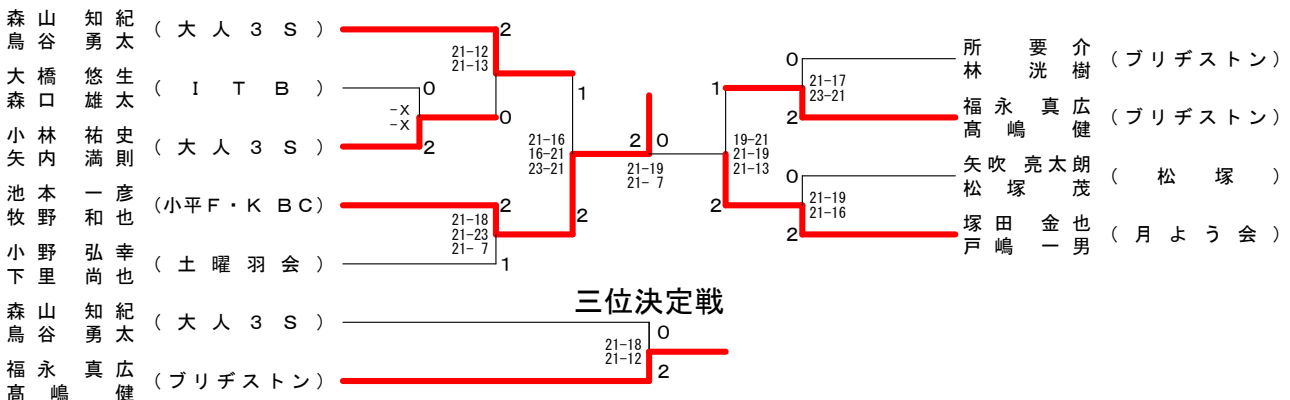 森山 知紀
鳥谷 勇太
(大人3S)
大橋 悠生
森口 雄太
(ITB)
小林 祐史
矢内 満則
(大人3S)
池本 一彦
牧野 和也
(小平F・KBC)
小野 弘幸
下里 尚也
(土曜羽会)
2
21-12
21-13
0
-X
-X
0
2
1
21-16
16-21
23-21
2
21-18
21-23
21- 7
2
1
2 0
21-19
21- 7
1
19-21
21-19
21-13
2
0
21-17
23-21
2
0
21-19
21-16
2
所 要介
林 洸樹
(ブリヂストン)
福永 真広
髙嶋 健
(ブリヂストン)
矢吹 亮太朗
松塚 茂
(松塚)
塚田 金也
戸嶋 一男
(月よう会)
三位決定戦
森山 知紀
鳥谷 勇太
(大人3S)
福永 真広
髙嶋 健
(ブリヂストン)
0
21-18
21-12
2